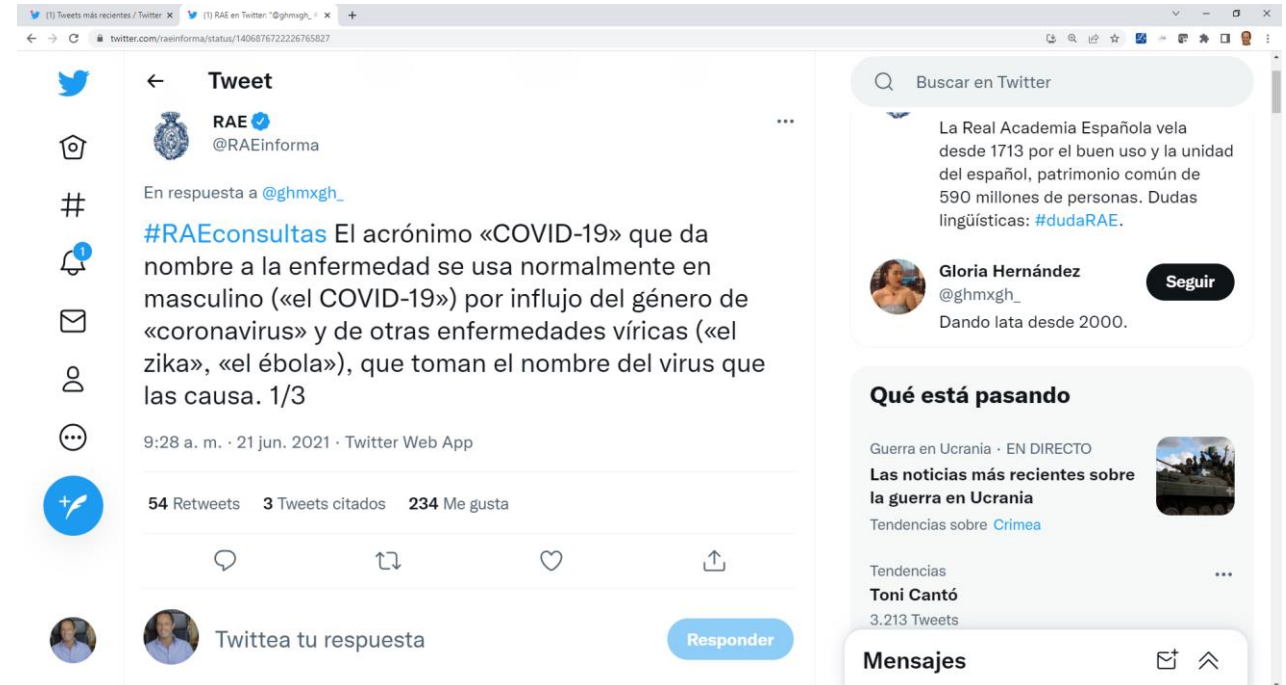 (1) Tweets más recientes / Twitter
(1) RAE en Twitter: "@ghmxgh_
twitter.com/raeinforma/status/1406876722226765827
Tweet
RAE
@RAEinforma
En respuesta a @ghmxgh_
#RAEconsultas El acrónimo «COVID-19» que da
nombre a la enfermedad se usa normalmente en
masculino («el COVID-19») por influjo del género de
«coronavirus» y de otras enfermedades víricas («el
zika», «el ébola»), que toman el nombre del virus que
las causa. 1/3
9:28 a. m. · 21 jun. 2021 · Twitter Web App
54 Retweets 3 Tweets citados 234 Me gusta
Twittea tu respuesta
Responder
1
Buscar en Twitter
La Real Academia Española vela
desde 1713 por el buen uso y la unidad
del español, patrimonio común de
590 millones de personas. Dudas
lingüísticas: #dudaRAE.
Gloria Hernández
@ghmxgh_
Seguir
Dando lata desde 2000.
Qué está pasando
Guerra en Ucrania · EN DIRECTO
Las noticias más recientes sobre
la guerra en Ucrania
Tendencias sobre Crimea
Tendencias
Toni Cantó
3.213 Tweets
Mensajes